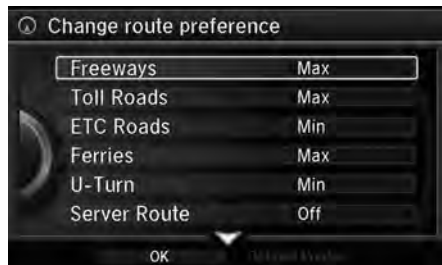 Change route preference
Freeways Max
Toll Roads Max
ETC Roads Min
Ferries Max
U-Turn Min
Server Route Off
OK